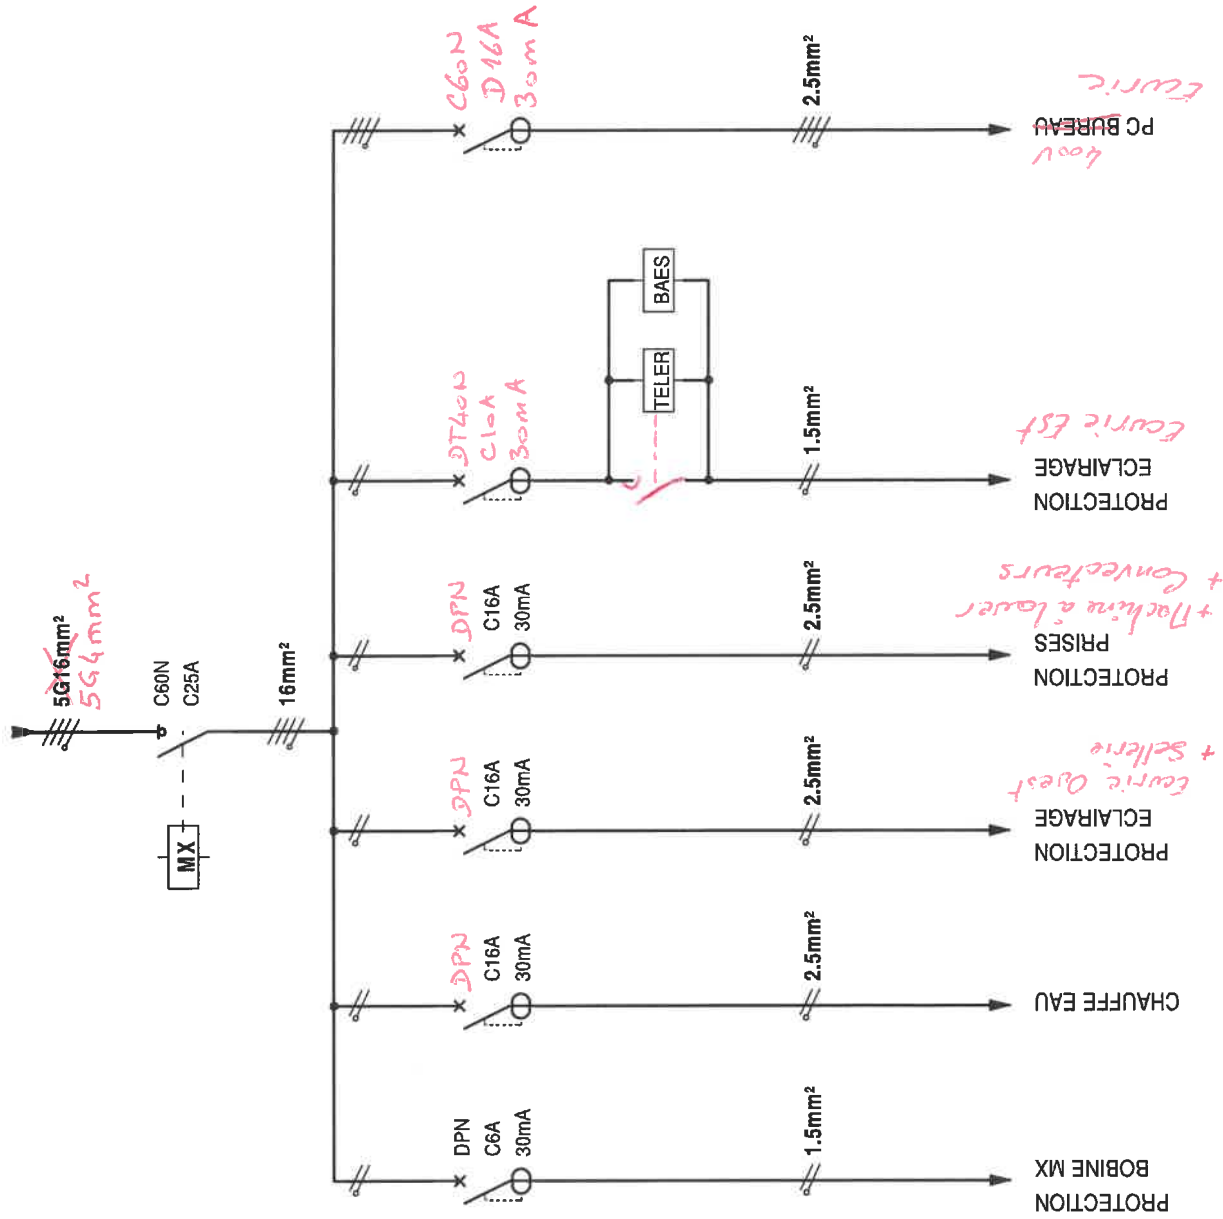 5G16mm²
5G4mm²
C60N
C25A
MX
16mm²
DPN
C6A
30mA
1.5mm²
PROTECTION
BOBINE MX
DPN
C16A
30mA
2.5mm²
CHAUFFE EAU
DPN
C16A
30mA
2.5mm²
PROTECTION
ECLAIRAGE
Ecurie Ouest
+ Sellerie
DPN
C16A
30mA
2.5mm²
PROTECTION
PRISES
+ Machine à laver
+ Convecteurs
DT40N
C10A
30mA
TELER
BAES
1.5mm²
PROTECTION
ECLAIRAGE
Ecurie Est
C60N
D16A
30mA
2.5mm²
400V
PC BUREAU
Ecurie